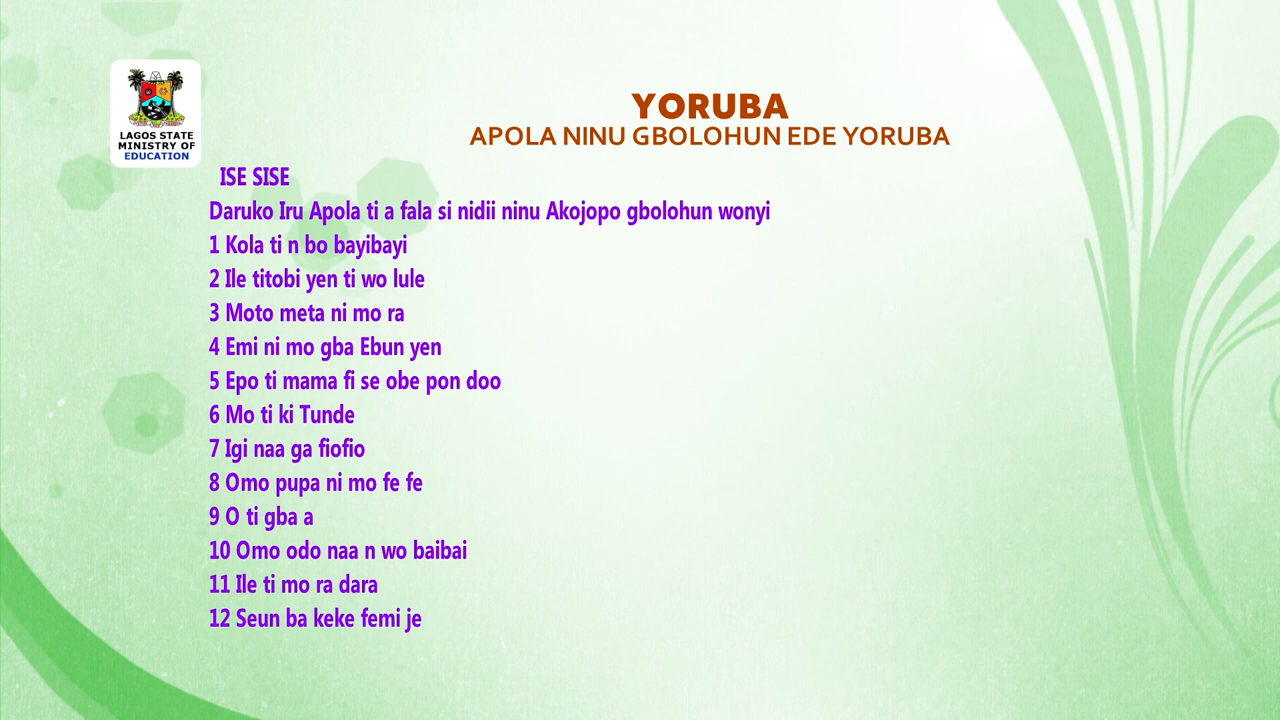 LAGOS STATE
MINISTRY OF
EDUCATION
YORUBA
APOLA NINU GBOLOHUN EDE YORUBA
ISE SISE
Daruko Iru Apola ti a fala si nidii ninu Akojopo gbolohun wonyi
1 Kola ti n bo bayibayi
2 Ile titobi yen ti wo lule
3 Moto meta ni mo ra
4 Emi ni mo gba Ebun yen
5 Epo ti mama fi se obe pon doo
6 Mo ti ki Tunde
7 Igi naa ga fiofio
8 Omo pupa ni mo fe fe
9 O ti gba a
10 Omo odo naa n wo baibai
11 Ile ti mo ra dara
12 Seun ba keke femi je